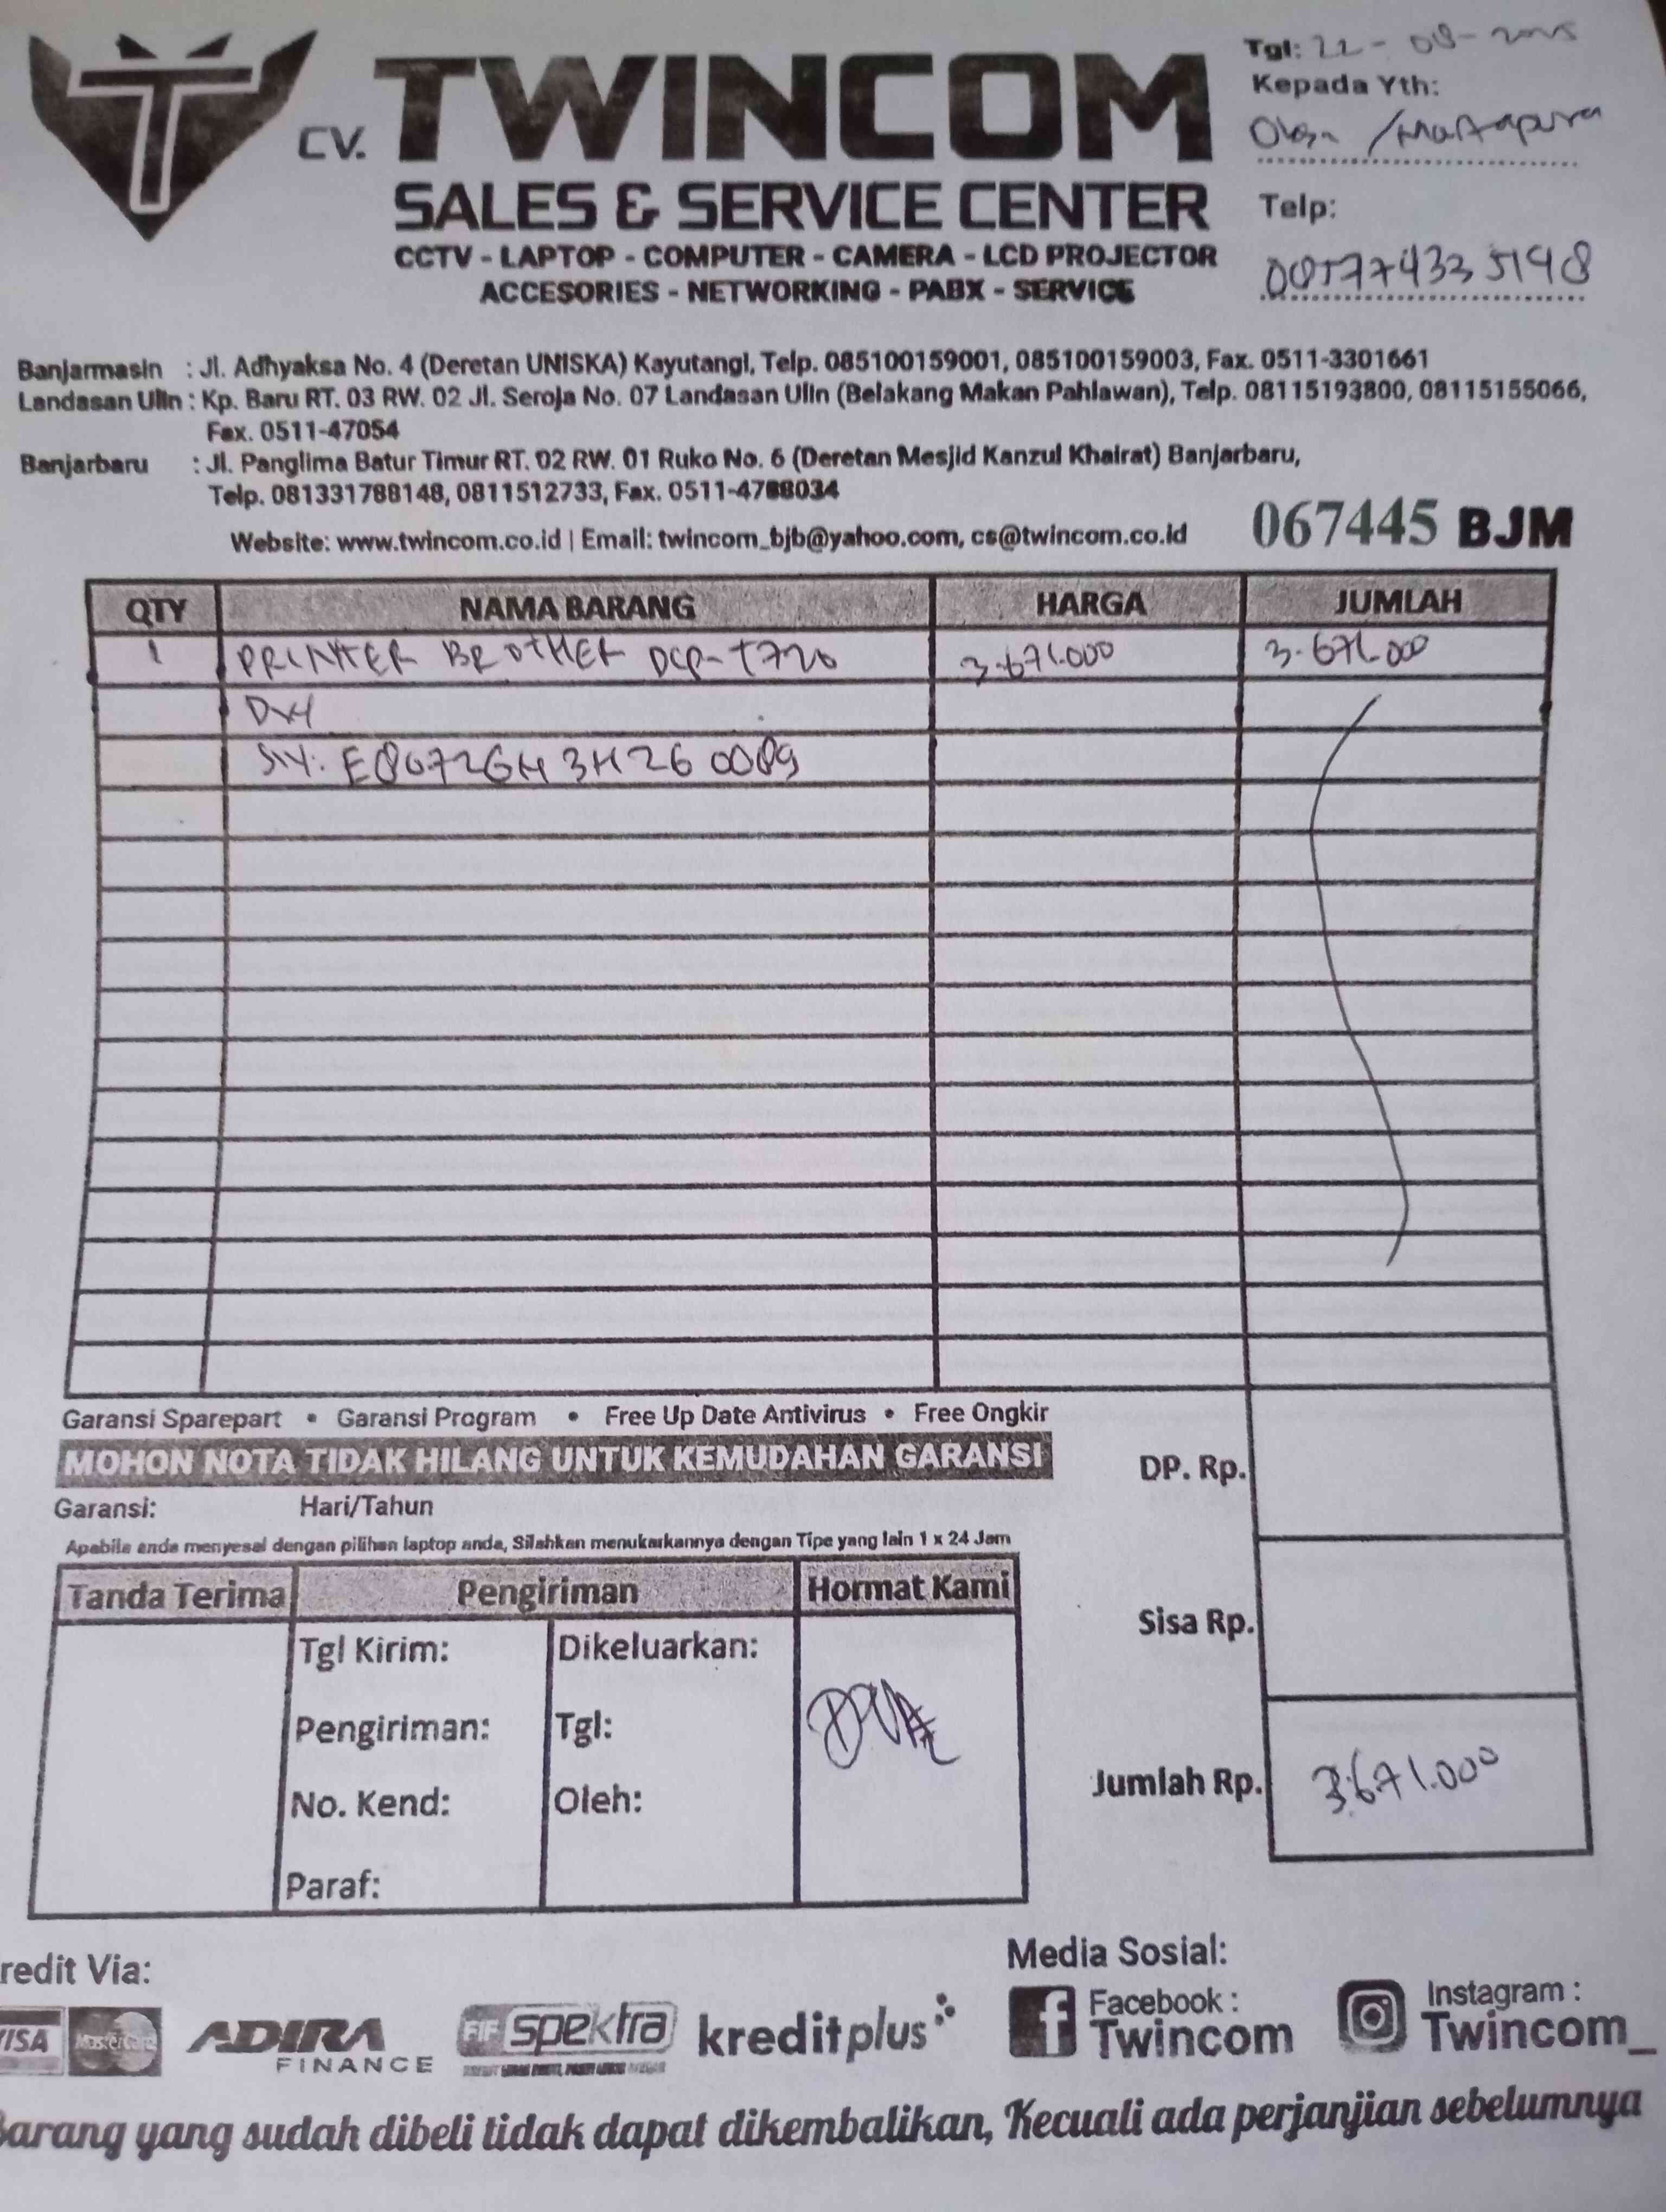 Tgl: 22-08-2025
CV. TWINCOM
Kepada Yth:
/Martapura
SALES & SERVICE CENTER
Telp:
CCTV - LAPTOP - COMPUTER - CAMERA - LCD PROJECTOR
ACCESORIES - NETWORKING - PABX - SERVICE
085774335198
Banjarmasin : Jl. Adhyaksa No. 4 (Deretan UNISKA) Kayutangi, Telp. 085100159001, 085100159003, Fax. 0511-3301661
Landasan Ulin : Kp. Baru RT. 03 RW. 02 Jl. Seroja No. 07 Landasan Ulin (Belakang Makan Pahlawan), Telp. 08115193800, 08115155066,
Fax. 0511-47054
Banjarbaru : Jl. Panglima Batur Timur RT. 02 RW. 01 Ruko No. 6 (Deretan Mesjid Kanzul Khairat) Banjarbaru,
Telp. 081331788148, 0811512733, Fax. 0511-4788034
Website: www.twincom.co.id | Email: twincom_bjb@yahoo.com, cs@twincom.co.id
067445 BJM
QTY NAMA BARANG HARGA JUMLAH
1 PRINTER BROTHER DCP-T720 3.671.000 3.671.000
DW
S/N: E80726H3H260089
Garansi Sparepart • Garansi Program • Free Up Date Antivirus • Free Ongkir
MOHON NOTA TIDAK HILANG UNTUK KEMUDAHAN GARANSI
DP. Rp.
Garansi: Hari/Tahun
Apabila anda menyesal dengan pilihan laptop anda, Silahkan menukarkannya dengan Tipe yang lain 1 x 24 Jam
Tanda Terima Pengiriman Hormat Kami
Sisa Rp.
Tgl Kirim: Dikeluarkan:
Pengiriman: Tgl:
Jumlah Rp. 3.671.000
No. Kend: Oleh:
Paraf:
redit Via:
Media Sosial:
VISA MasterCard
ADIRA
FINANCE
FIF spektra
kreditplus
Facebook :
Twincom
Instagram :
Twincom_
Barang yang sudah dibeli tidak dapat dikembalikan, Kecuali ada perjanjian sebelumnya